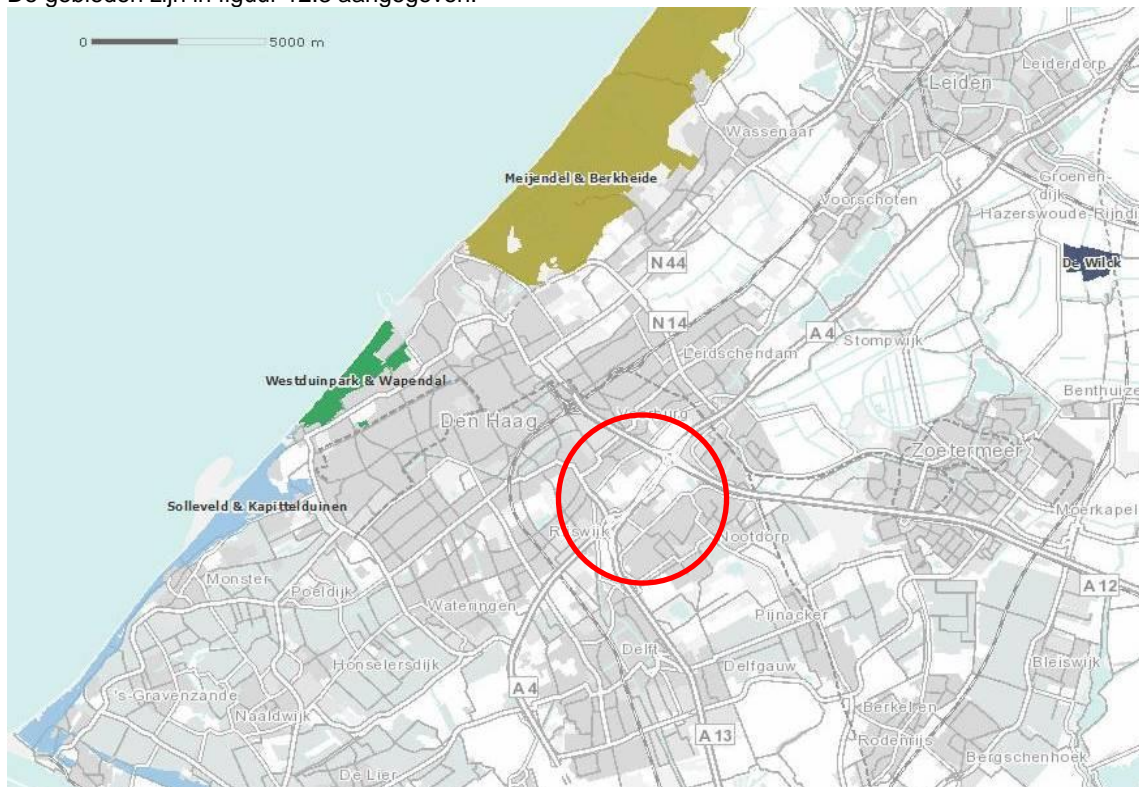 De gebieden zijn in figuur 12.8 aangegeven.
0 5000 m
Leiderdorp
Leiden
Wassenaar
Meijendel & Berkheide
Groenen-
dijk
Voorschoten
Hazerswoude-Rijndi
N 44
De Wilck
N 14
A 4
Stompwijk
Leidschendam
Westduinpark & Wapendal
Benthuize
Den Haag
Voorburg
Zoetermeer
Solleveld & Kapittelduinen
Moerkapel
Rijswijk
Nootdorp
Monster
Poeldijk
A 12
Wateringen
Pijnacker
Delft
Honselersdijk
Delfgauw
Bleiswijk
's-Gravenzande
A 4
Naaldwijk
Berkel en
A 13
Rodenrijs
Bergschenhoek
De Lier